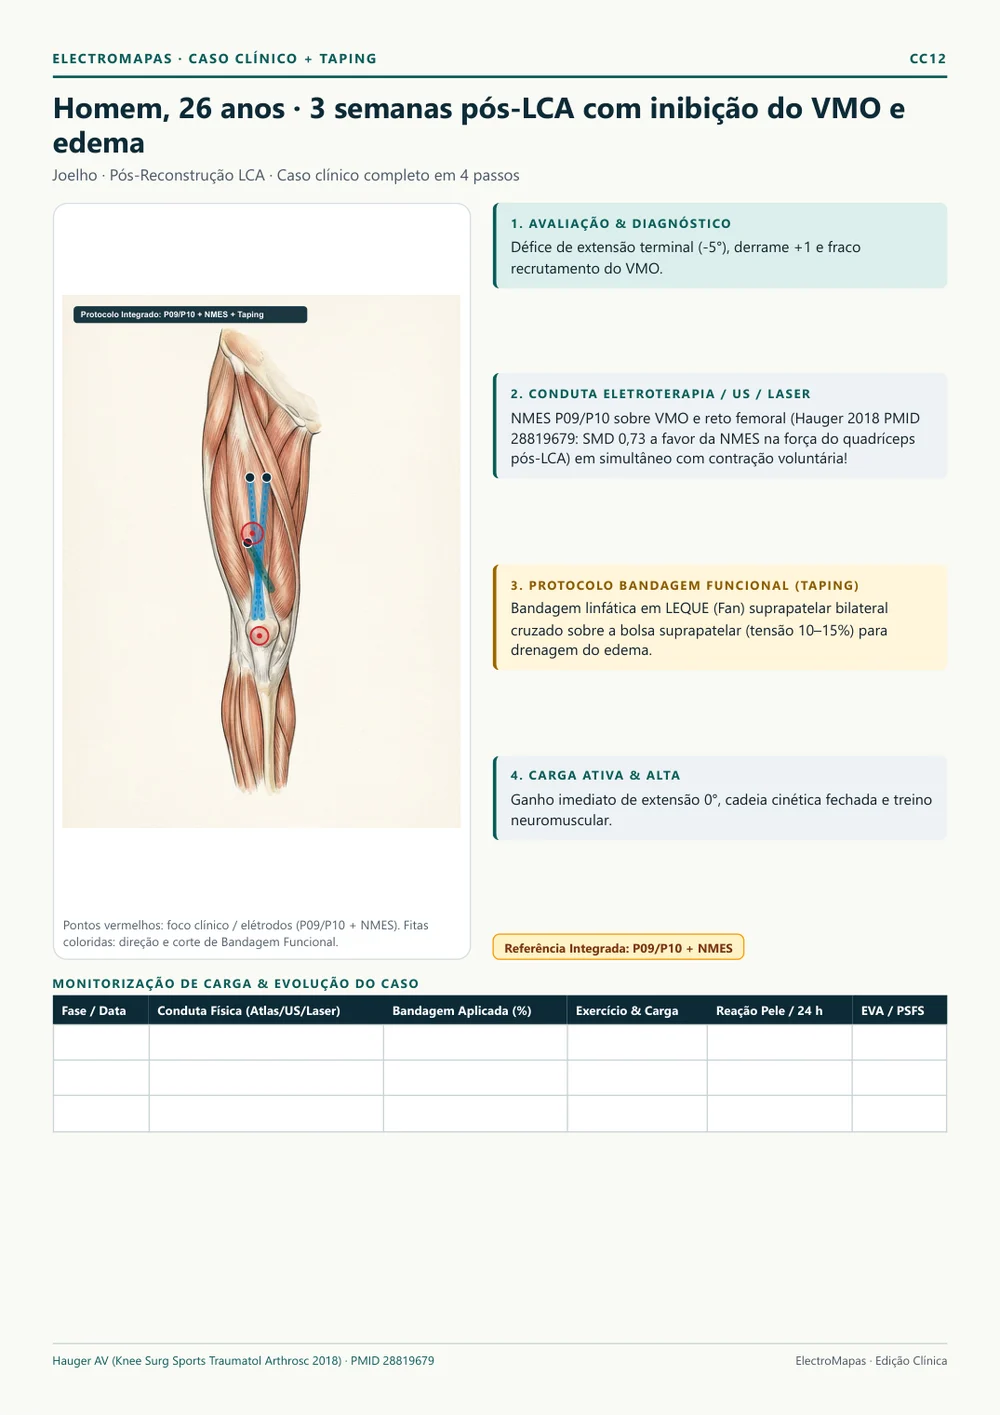 ELECTROMAPAS · CASO CLÍNICO + TAPING
CC12
Homem, 26 anos · 3 semanas pós-LCA com inibição do VMO e
edema
Joelho · Pós-Reconstrução LCA · Caso clínico completo em 4 passos
Protocolo Integrado: P09/P10 + NMES + Taping
Pontos vermelhos: foco clínico / elétrodos (P09/P10 + NMES). Fitas
coloridas: direção e corte de Bandagem Funcional.
1. AVALIAÇÃO & DIAGNÓSTICO
Défice de extensão terminal (-5°), derrame +1 e fraco
recrutamento do VMO.
2. CONDUTA ELETROTERAPIA / US / LASER
NMES P09/P10 sobre VMO e reto femoral (Hauger 2018 PMID
28819679: SMD 0,73 a favor da NMES na força do quadríceps
pós-LCA) em simultâneo com contração voluntária!
3. PROTOCOLO BANDAGEM FUNCIONAL (TAPING)
Bandagem linfática em LEQUE (Fan) suprapatelar bilateral
cruzado sobre a bolsa suprapatelar (tensão 10–15%) para
drenagem do edema.
4. CARGA ATIVA & ALTA
Ganho imediato de extensão 0°, cadeia cinética fechada e treino
neuromuscular.
Referência Integrada: P09/P10 + NMES
MONITORIZAÇÃO DE CARGA & EVOLUÇÃO DO CASO
Fase / Data Conduta Física (Atlas/US/Laser) Bandagem Aplicada (%) Exercício & Carga Reação Pele / 24 h EVA / PSFS
Hauger AV (Knee Surg Sports Traumatol Arthrosc 2018) · PMID 28819679
ElectroMapas · Edição Clínica